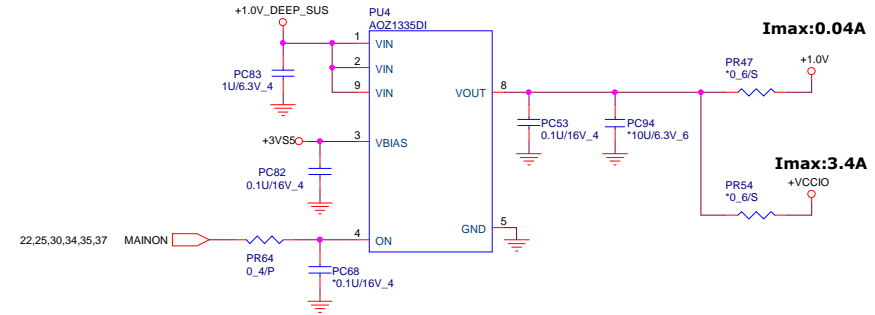 +1.0V_DEEP_SUS
PU4
AOZ1335DI
Imax:0.04A
1
VIN
2
VIN
9
VIN
PC83
1U/6.3V_4
PR47
*0_6/S
+1.0V
VOUT
8
PC53
0.1U/16V_4
PC94
*10U/6.3V_6
+3VS5
3
VBIAS
PC82
0.1U/16V_4
Imax:3.4A
PR54
*0_6/S
+VCCIO
GND
5
22,25,30,34,35,37
MAINON
4
ON
PR64
0_4/P
PC68
*0.1U/16V_4